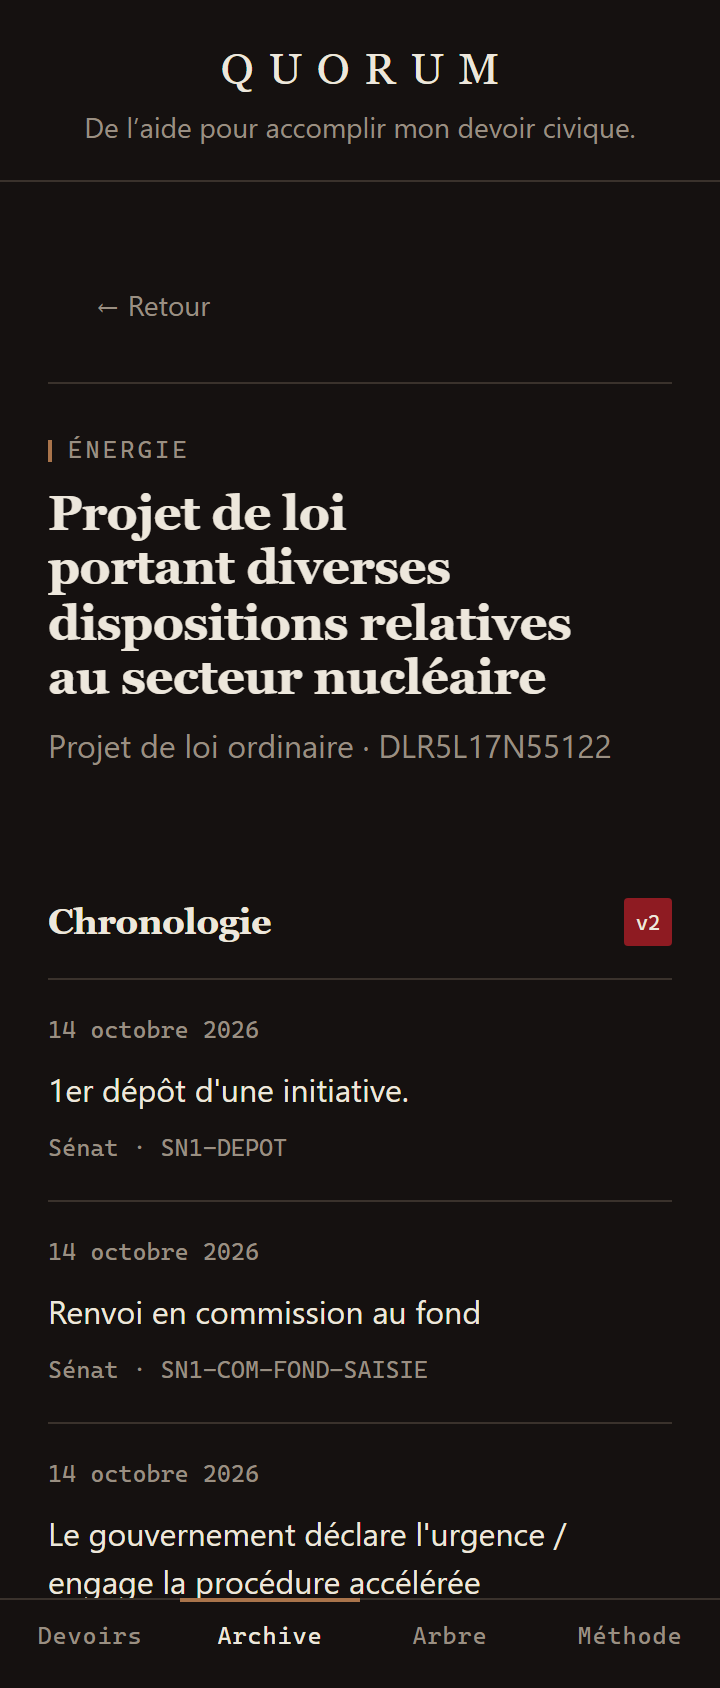 QUORUM
De l’aide pour accomplir mon devoir civique.
← Retour
ÉNERGIE
Projet de loi
portant diverses
dispositions relatives
au secteur nucléaire
Projet de loi ordinaire · DLR5L17N55122
Chronologie
v2
14 octobre 2026
1er dépôt d'une initiative.
Sénat · SN1-DEPOT
14 octobre 2026
Renvoi en commission au fond
Sénat · SN1-COM-FOND-SAISIE
14 octobre 2026
Le gouvernement déclare l'urgence /
engage la procédure accélérée
Devoirs Archive Arbre Méthode